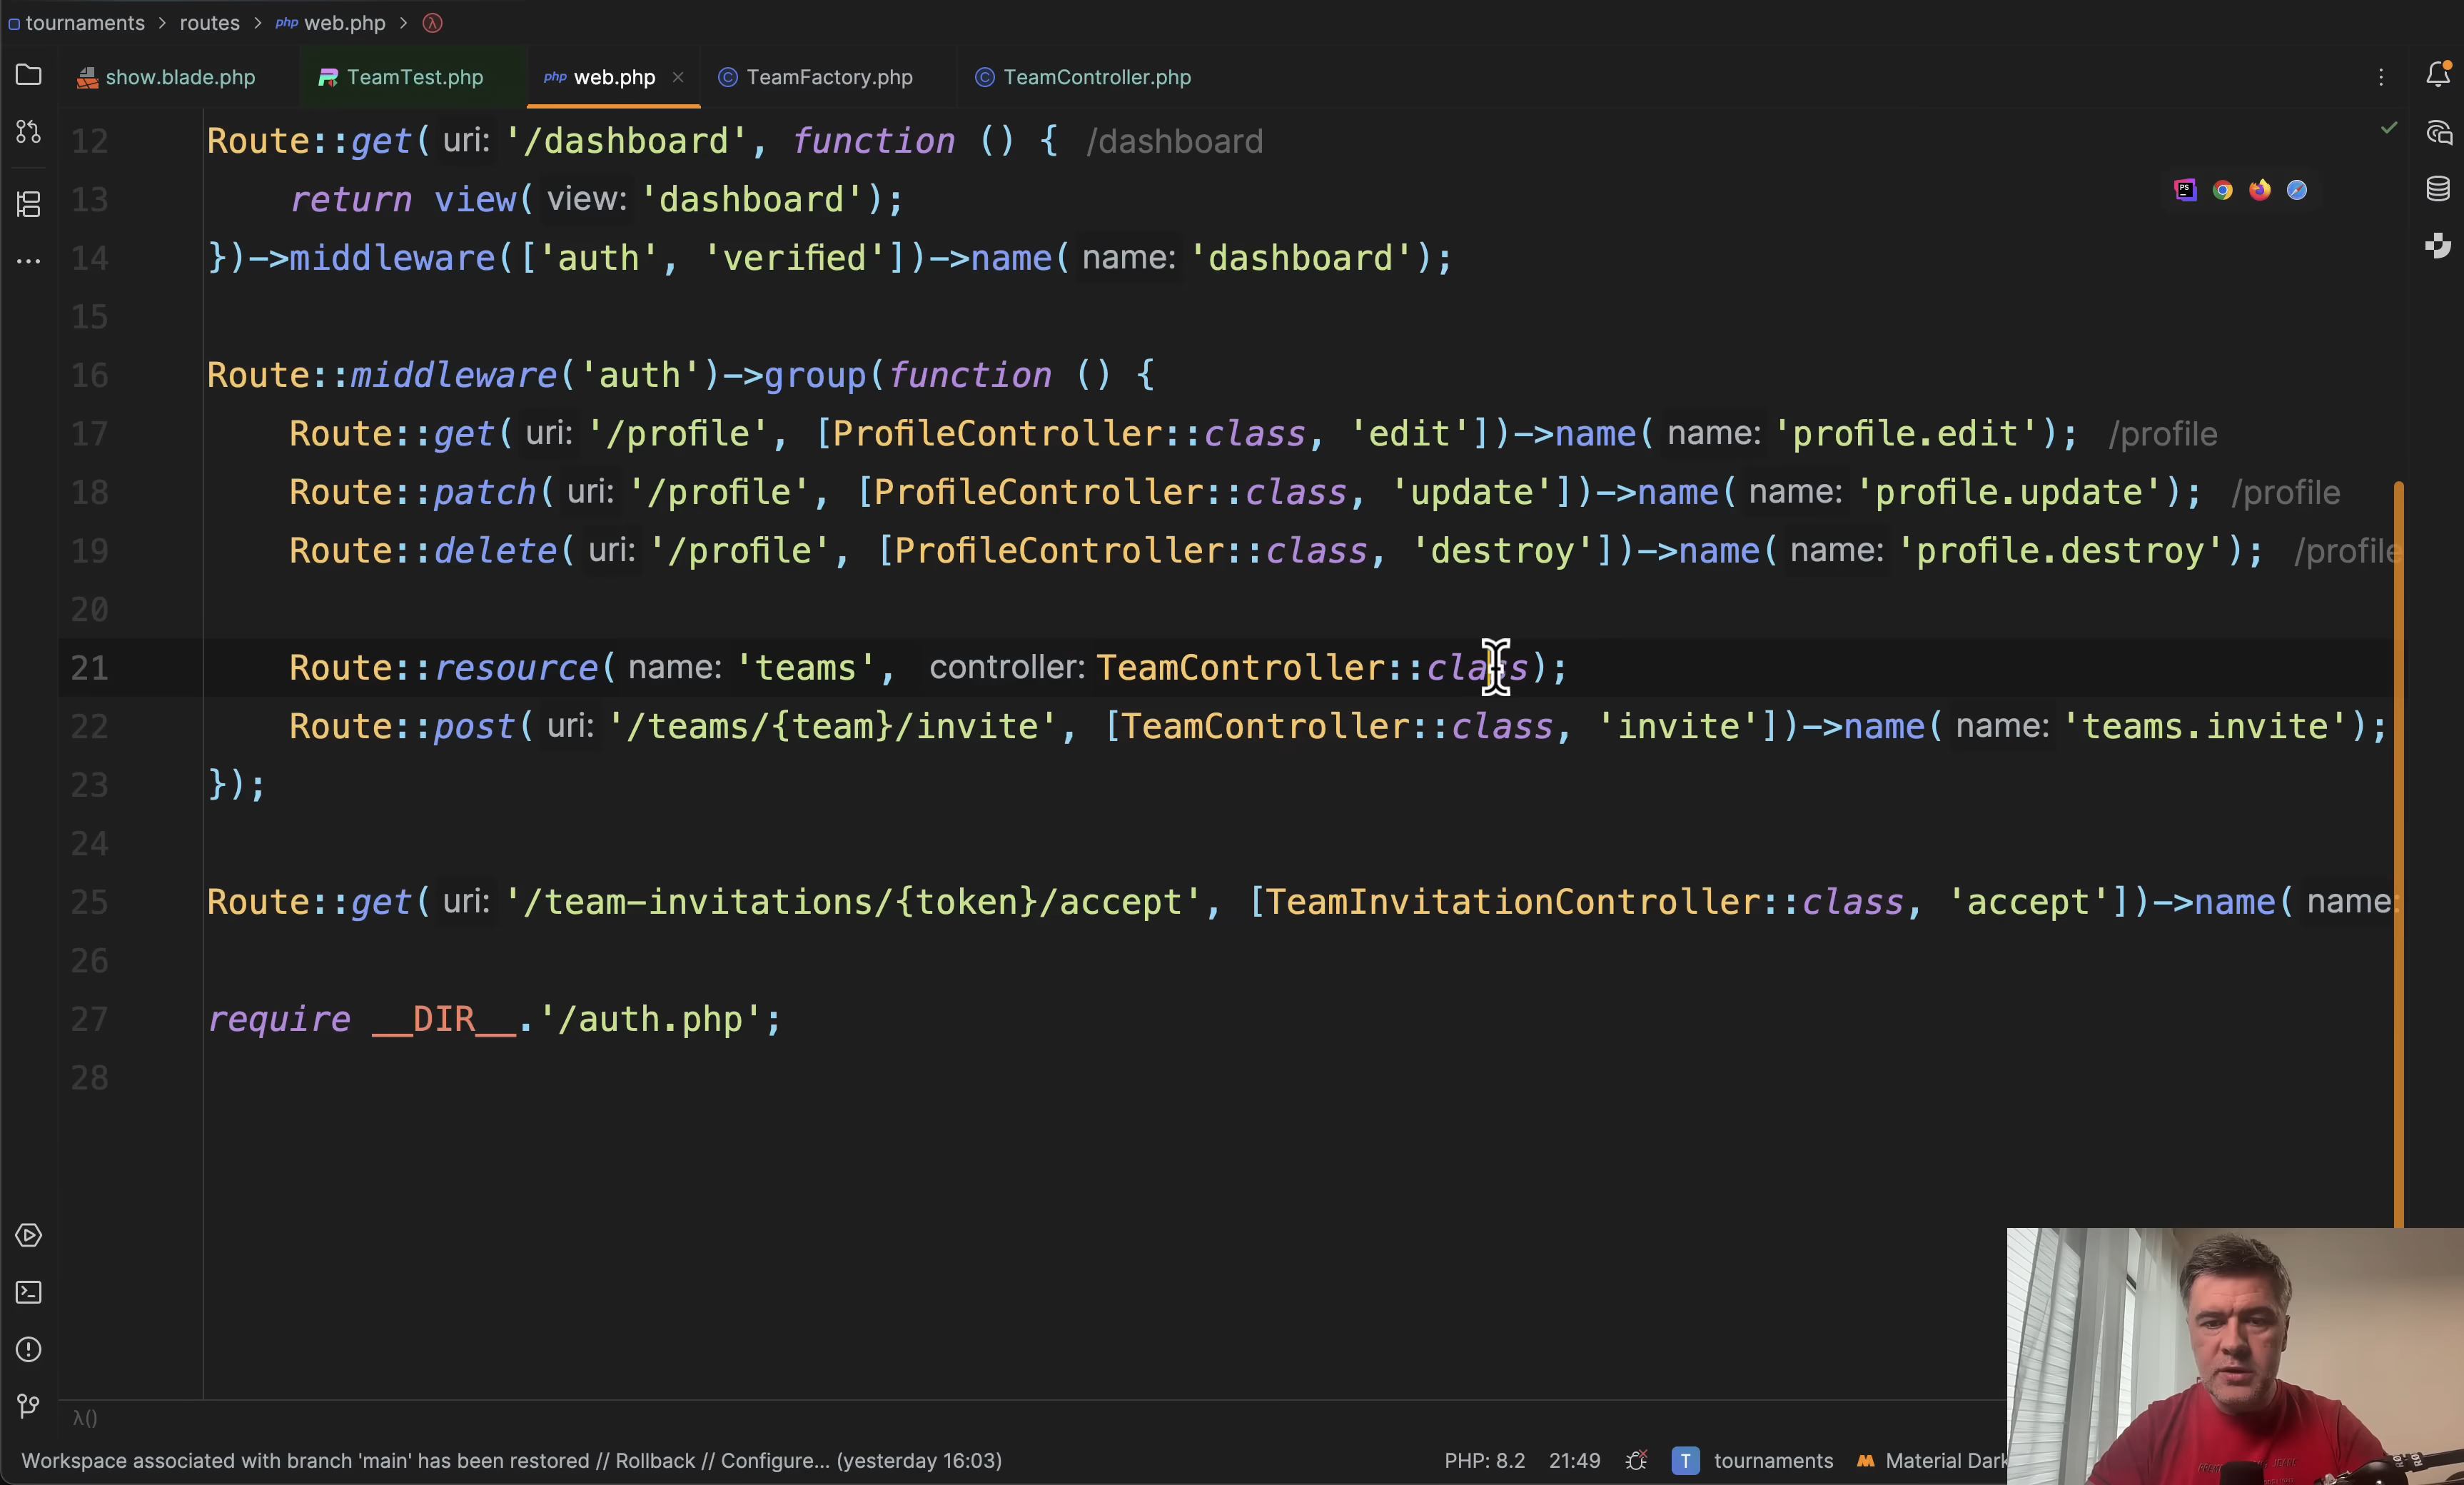 tournaments > routes > php web.php >
show.blade.php TeamTest.php php web.php × TeamFactory.php TeamController.php
12 Route::get( uri: '/dashboard', function () { /dashboard
13 return view( view: 'dashboard');
14 })->middleware(['auth', 'verified'])->name( name: 'dashboard');
15
16 Route::middleware('auth')->group(function () {
17 Route::get( uri: '/profile', [ProfileController::class, 'edit'])->name( name: 'profile.edit'); /profile
18 Route::patch( uri: '/profile', [ProfileController::class, 'update'])->name( name: 'profile.update'); /profile
19 Route::delete( uri: '/profile', [ProfileController::class, 'destroy'])->name( name: 'profile.destroy'); /profile
20
21 Route::resource( name: 'teams', controller: TeamController::class);
22 Route::post( uri: '/teams/{team}/invite', [TeamController::class, 'invite'])->name( name: 'teams.invite');
23 });
24
25 Route::get( uri: '/team-invitations/{token}/accept', [TeamInvitationController::class, 'accept'])->name( name:
26
27 require __DIR__.'/auth.php';
28
λ()
Workspace associated with branch 'main' has been restored // Rollback // Configure... (yesterday 16:03) PHP: 8.2 21:49 T tournaments Material Dark